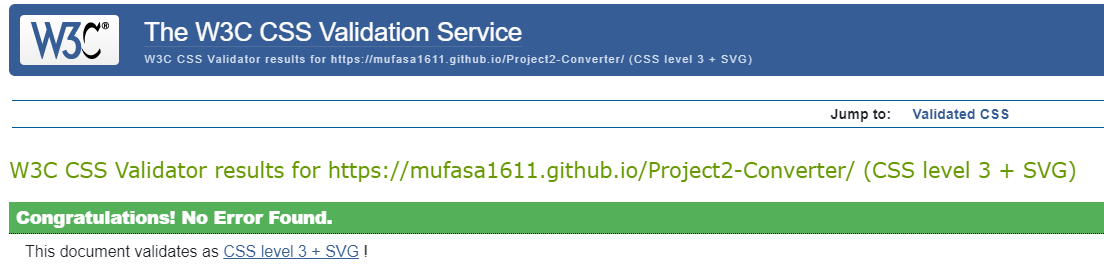 W3C®
The W3C CSS Validation Service
W3C CSS Validator results for https://mufasa1611.github.io/Project2-Converter/ (CSS level 3 + SVG)
Jump to: Validated CSS
W3C CSS Validator results for https://mufasa1611.github.io/Project2-Converter/ (CSS level 3 + SVG)
Congratulations! No Error Found.
This document validates as CSS level 3 + SVG !